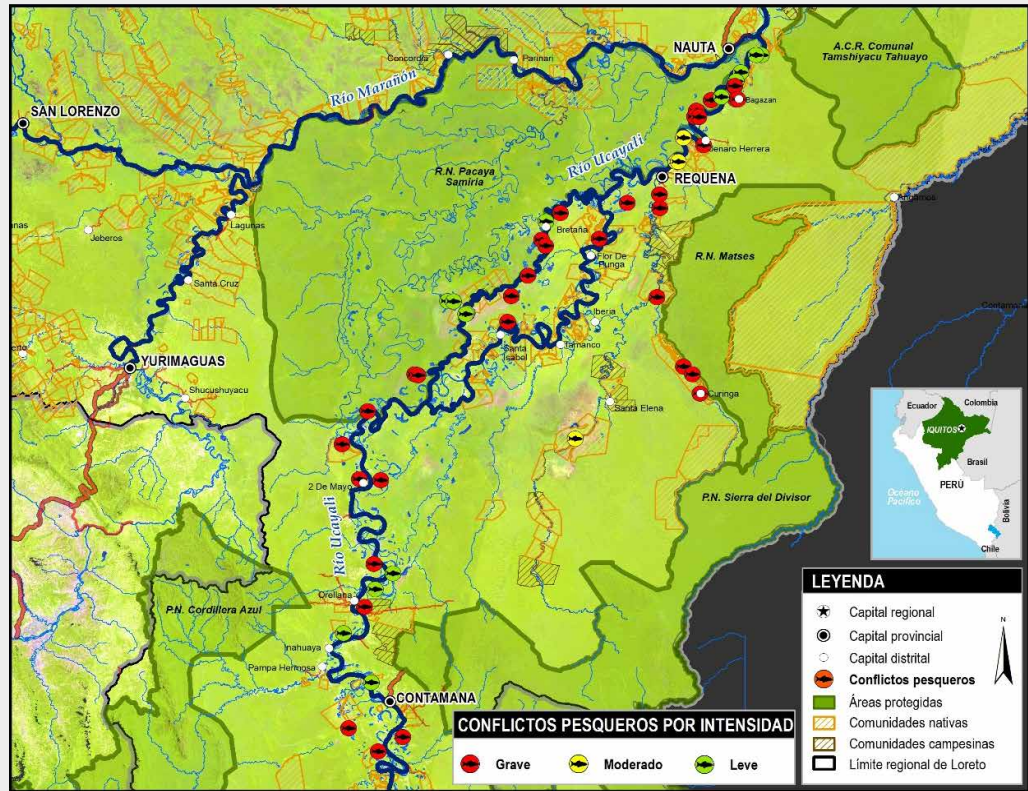 NAUTA
A.C.R. Comunal
Tamshiyacu Tahuayo
Concordia
Parinari
Río Marañón
Bagazan
SAN LORENZO
Jenaro Herrera
Río Ucayali
R.N. Pacaya
Samiria
REQUENA
Angamos
Lagunas
Jeberos
Bretaña
Flor De
Punga
R.N. Matses
Santa Cruz
Iberia
Santa
Isabel
Tamanco
YURIMAGUAS
Shucushuyacu
Santa Elena
Curinga
2 De Mayo
P.N. Sierra del Divisor
Río Ucayali
Orellana
P.N. Cordillera Azul
Inahuaya
Pampa Hermosa
CONTAMANA
Ecuador
Colombia
IQUITOS
Brasil
PERÚ
Océano
Pacífico
Bolivia
Chile
LEYENDA
Capital regional
N
Capital provincial
Capital distrital
Conflictos pesqueros
Áreas protegidas
Comunidades nativas
Comunidades campesinas
Límite regional de Loreto
CONFLICTOS PESQUEROS POR INTENSIDAD
Grave
Moderado
Leve